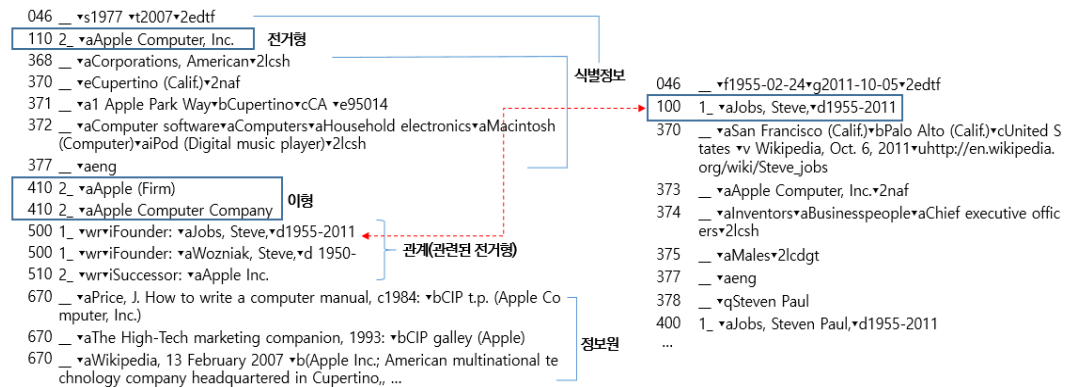 046 __ ▾s1977 ▾t2007▾2edtf
110 2_ ▾aApple Computer, Inc.
전거형
368 __ ▾aCorporations, American▾2lcsh
370 __ ▾eCupertino (Calif.)▾2naf
371 __ ▾a1 Apple Park Way▾bCupertino▾cCA ▾e95014
372 __ ▾aComputer software▾aComputers▾aHousehold electronics▾aMacintosh
(Computer)▾aiPod (Digital music player)▾2lcsh
377 __ ▾aeng
식별정보
410 2_ ▾aApple (Firm)
410 2_ ▾aApple Computer Company
이형
500 1_ ▾wr▾iFounder: ▾aJobs, Steve,▾d1955-2011
500 1_ ▾wr▾iFounder: ▾aWozniak, Steve,▾d 1950-
510 2_ ▾wr▾iSuccessor: ▾aApple Inc.
관계(관련된 전거형)
670 __ ▾aPrice, J. How to write a computer manual, c1984: ▾bCIP t.p. (Apple Co
mputer, Inc.)
670 __ ▾aThe High-Tech marketing companion, 1993: ▾bCIP galley (Apple)
670 __ ▾aWikipedia, 13 February 2007 ▾b(Apple Inc.; American multinational te
chnology company headquartered in Cupertino,, ...
정보원
046 __ ▾f1955-02-24▾g2011-10-05▾2edtf
100 1_ ▾aJobs, Steve,▾d1955-2011
370 __ ▾aSan Francisco (Calif.)▾bPalo Alto (Calif.)▾cUnited S
tates ▾v Wikipedia, Oct. 6, 2011▾uhttp://en.wikipedia.
org/wiki/Steve_jobs
373 __ ▾aApple Computer, Inc.▾2naf
374 __ ▾aInventors▾aBusinesspeople▾aChief executive offic
ers▾2lcsh
375 __ ▾aMales▾2lcdgt
377 __ ▾aeng
378 __ ▾qSteven Paul
400 1_ ▾aJobs, Steven Paul,▾d1955-2011
...